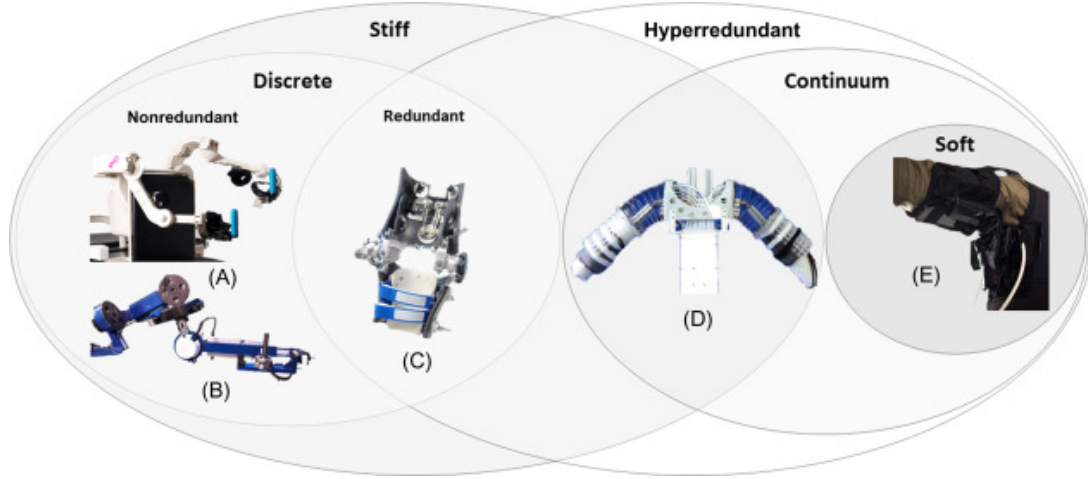 Stiff
Hyperredundant
Discrete
Continuum
Nonredundant
Redundant
Soft
(A)
(E)
(D)
(C)
(B)